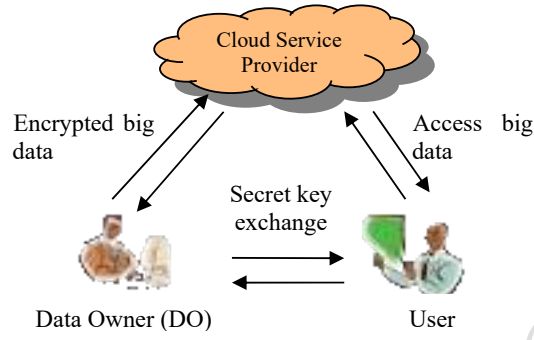 Cloud Service
Provider
Encrypted big
data
Access big
data
Secret key
exchange
Data Owner (DO)
User